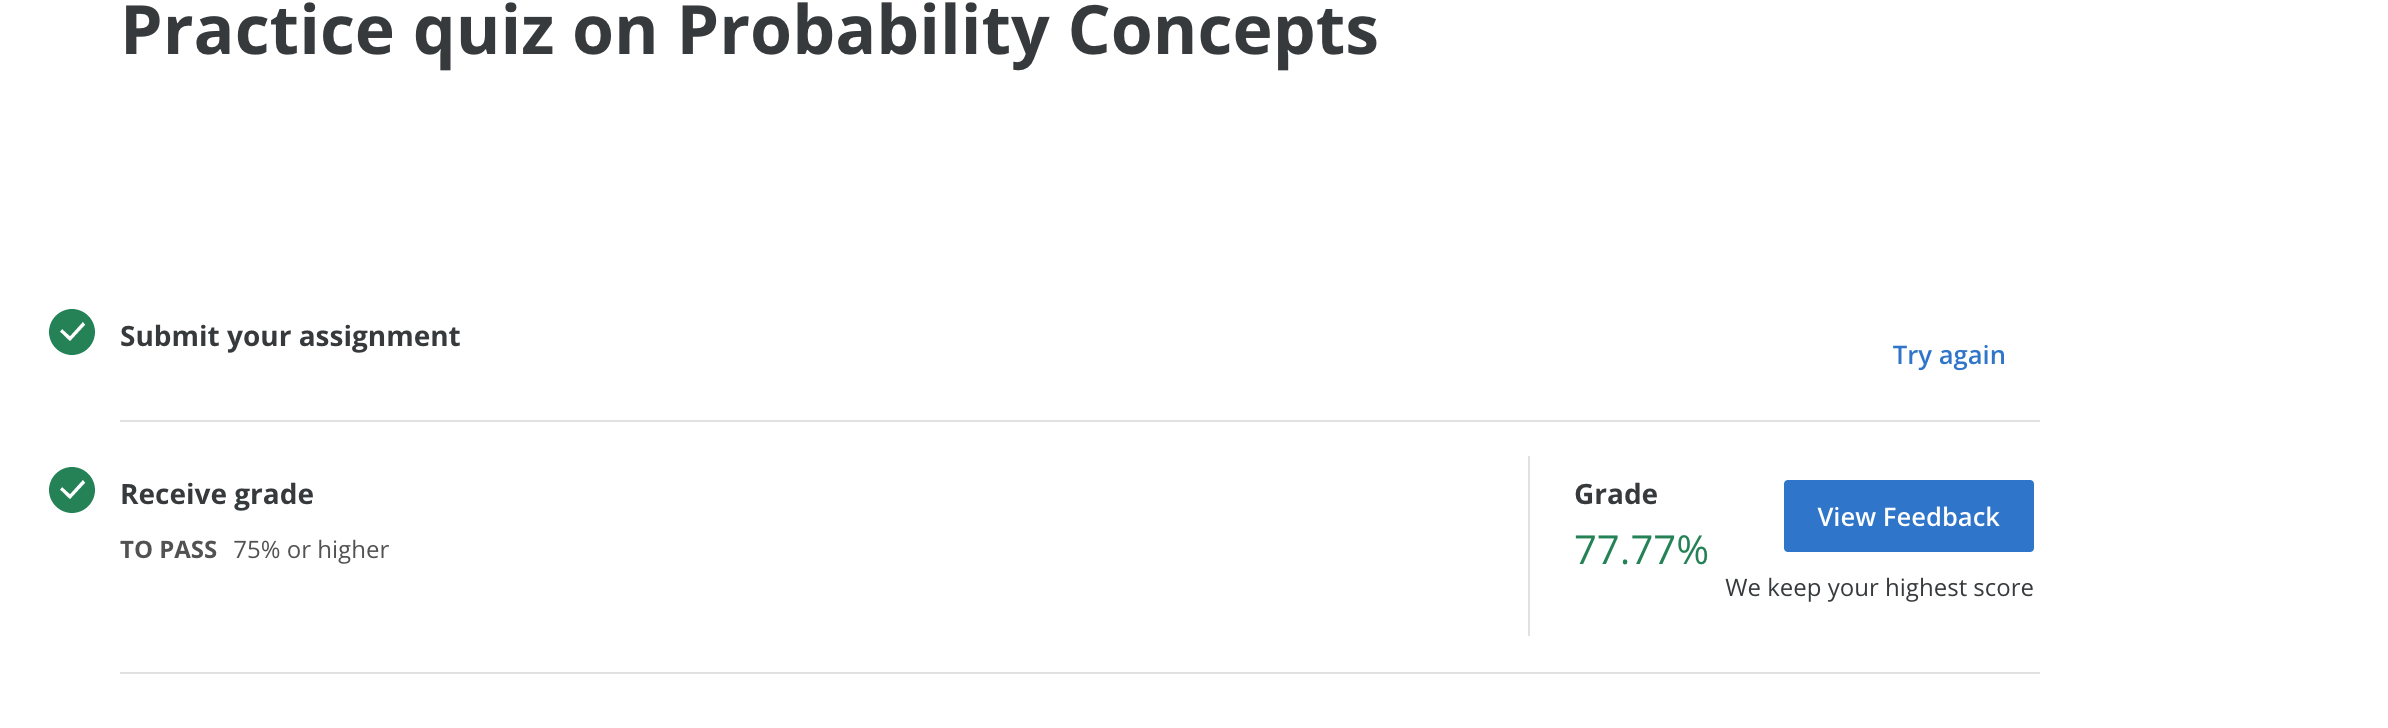 Practice quiz on Probability Concepts
Submit your assignment
Try again
Receive grade
TO PASS 75% or higher
Grade
77.77%
View Feedback
We keep your highest score